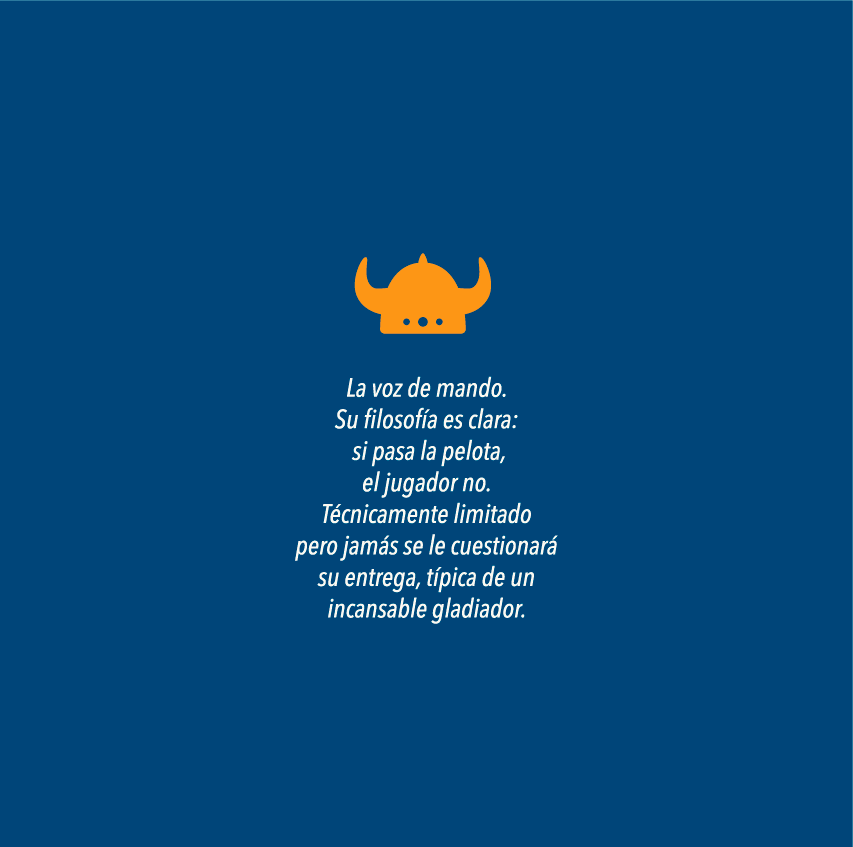 La voz de mando.
Su filosofía es clara:
si pasa la pelota,
el jugador no.
Técnicamente limitado
pero jamás se le cuestionará
su entrega, típica de un
incansable gladiador.